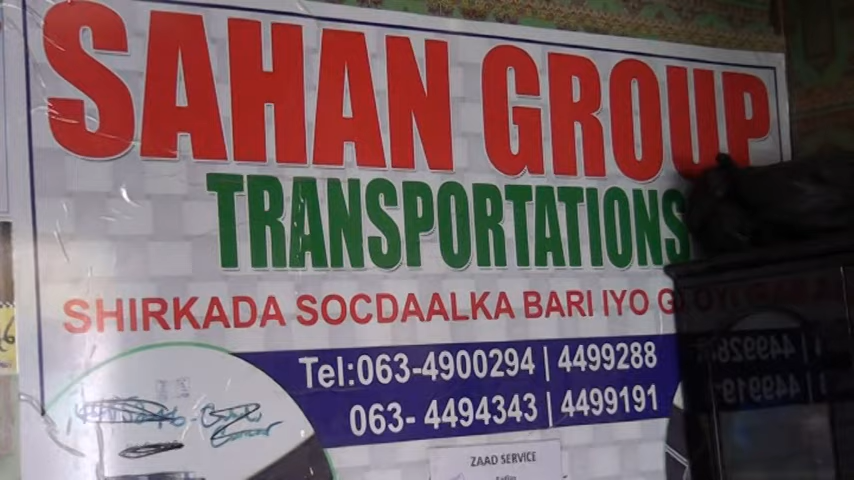 SAHAN GROUP
TRANSPORTATIONS
SHIRKADA SOCDAALKA BARI IYO
Tel:063-4900294 | 4499288
063- 4494343 | 4499191
ZAAD SERVICE